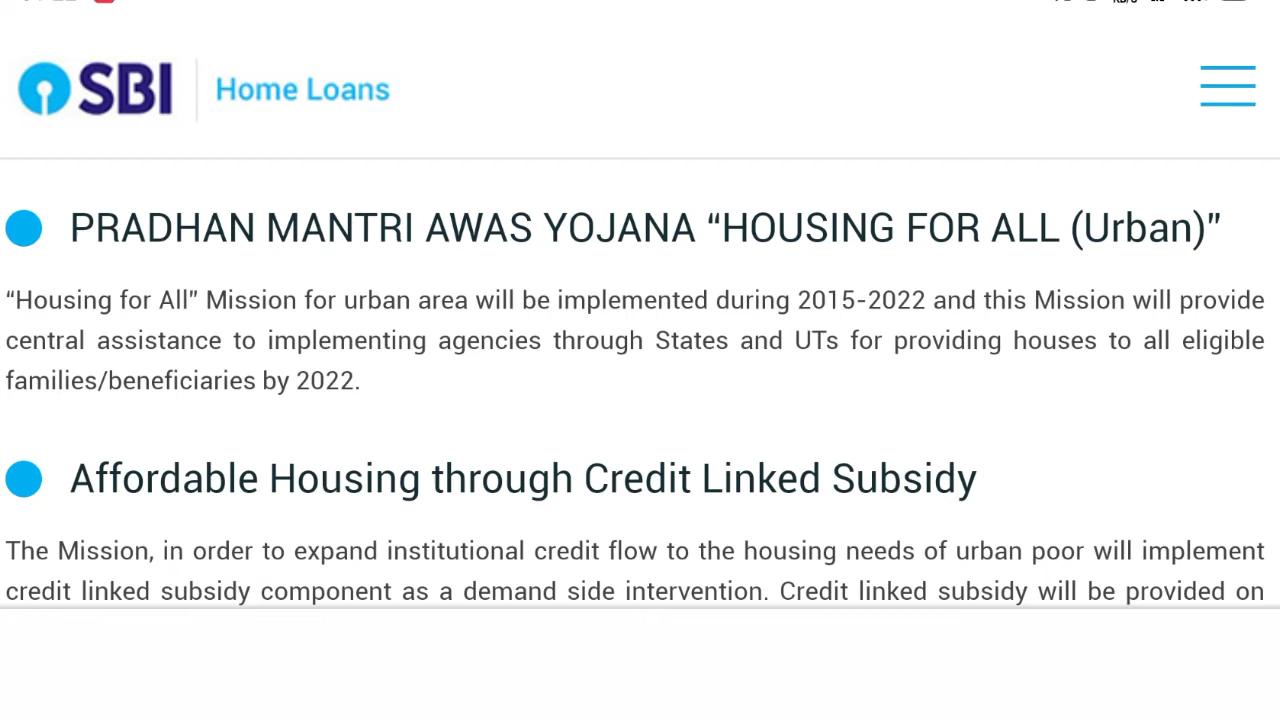 SBI Home Loans
PRADHAN MANTRI AWAS YOJANA “HOUSING FOR ALL (Urban)”
“Housing for All” Mission for urban area will be implemented during 2015-2022 and this Mission will provide
central assistance to implementing agencies through States and UTs for providing houses to all eligible
families/beneficiaries by 2022.
Affordable Housing through Credit Linked Subsidy
The Mission, in order to expand institutional credit flow to the housing needs of urban poor will implement
credit linked subsidy component as a demand side intervention. Credit linked subsidy will be provided on